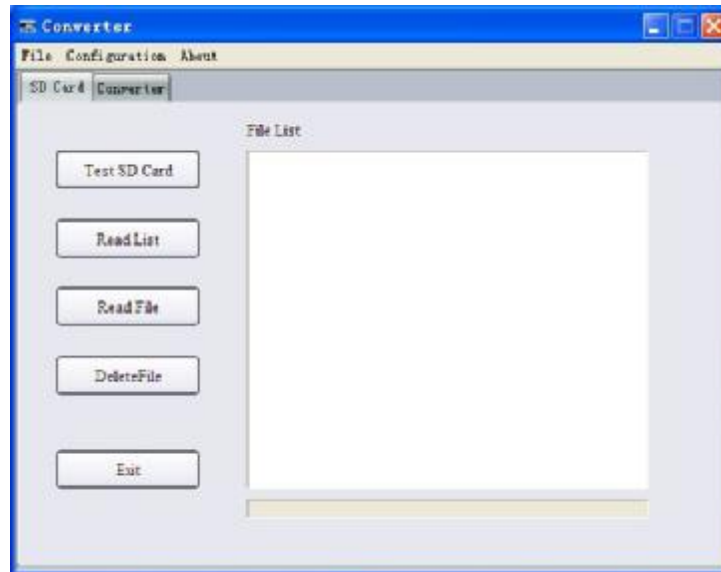 Converter
File Configuration About
SD Card Converter
File List
Test SD Card
Read List
Read File
DeleteFile
Exit